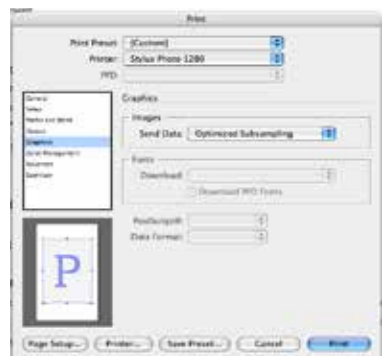 Print
Print Preset: [Custom]
Printer: Stylus Photo 1280
PPD:
General
Setup
Marks and Bleed
Output
Graphics
Color Management
Advanced
Summary
Graphics
Images
Send Data: Optimized Subsampling
Fonts
Download:
Download PPD Fonts
PostScript®:
Data Format:
P
Page Setup... Printer... Save Preset... Cancel Print